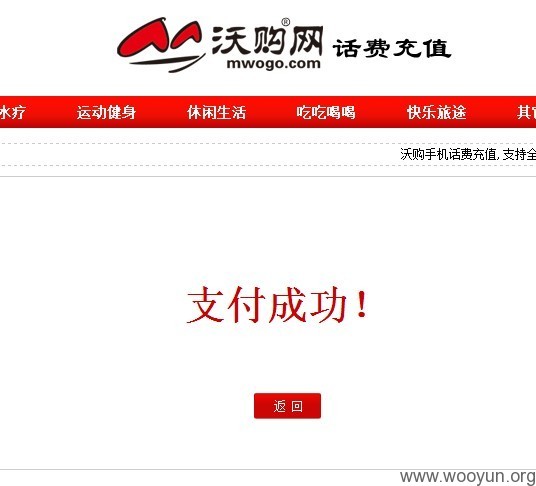 沃购网® 话费充值
mwogo.com
水疗 运动健身 休闲生活 吃吃喝喝 快乐旅途 其
沃购手机话费充值, 支持全
支付成功！
返 回
www.wooyun.org